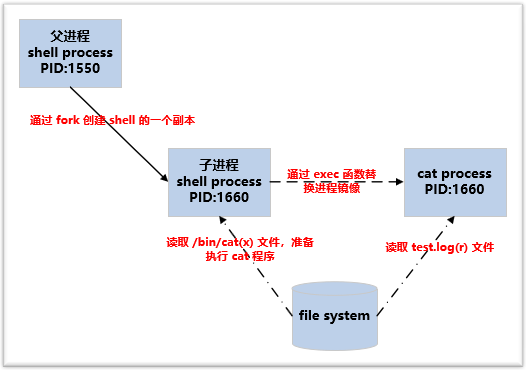 父进程
shell process
PID:1550
通过 fork 创建 shell 的一个副本
子进程
shell process
PID:1660
通过 exec 函数替
换进程镜像
cat process
PID:1660
读取 /bin/cat(x) 文件，准备
执行 cat 程序
读取 test.log(r) 文件
file system